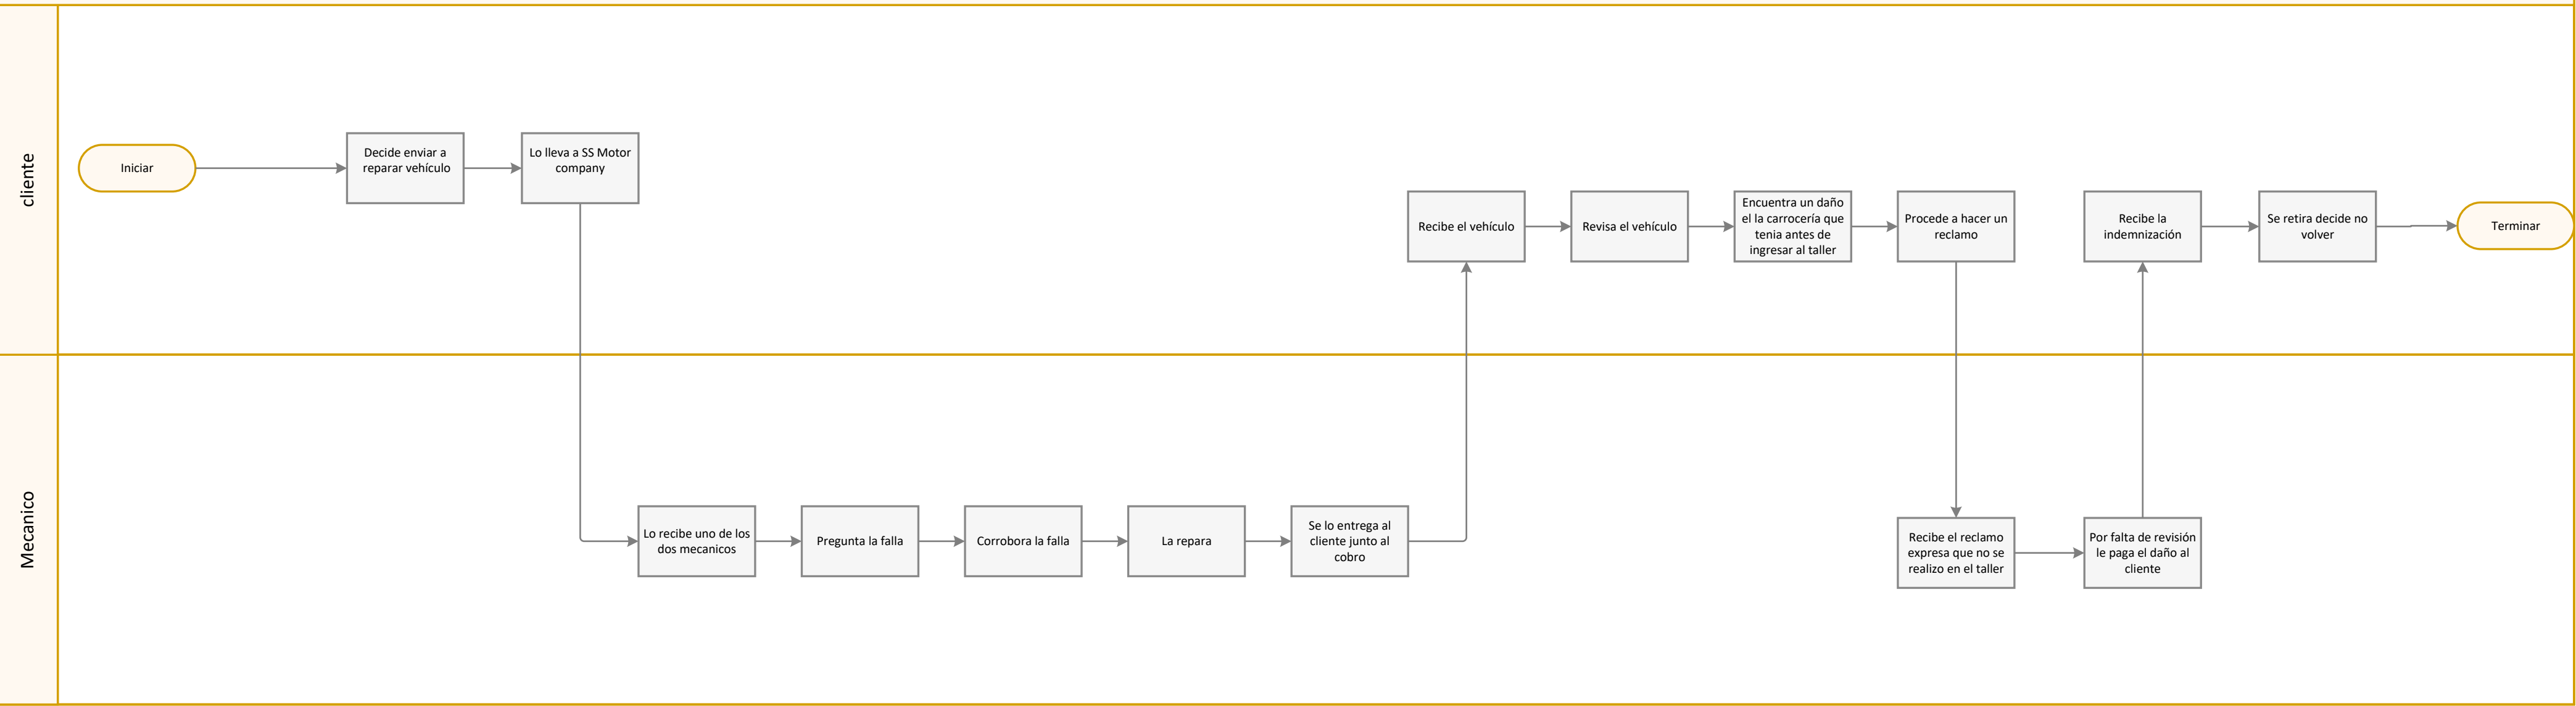 cliente
Iniciar
Decide enviar a
reparar vehículo
Lo lleva a SS Motor
company
Recibe el vehículo
Revisa el vehículo
Encuentra un daño
el la carrocería que
tenia antes de
ingresar al taller
Procede a hacer un
reclamo
Recibe la
indemnización
Se retira decide no
volver
Terminar
Mecanico
Lo recibe uno de los
dos mecanicos
Pregunta la falla
Corrobora la falla
La repara
Se lo entrega al
cliente junto al
cobro
Recibe el reclamo
expresa que no se
realizo en el taller
Por falta de revisión
le paga el daño al
cliente